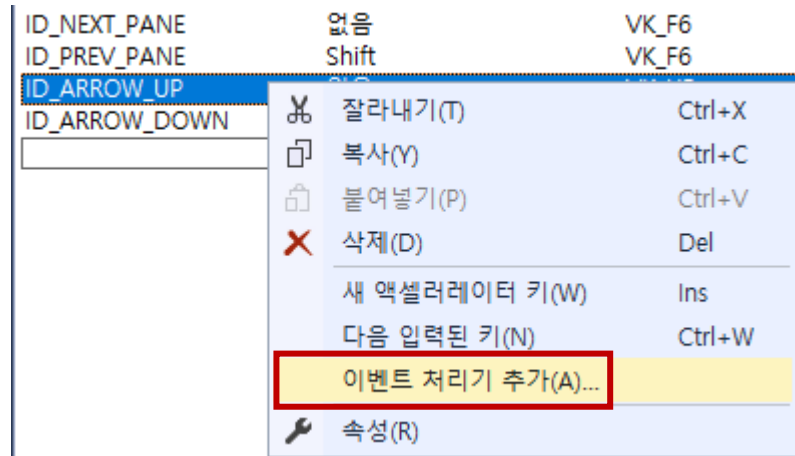 ID_NEXT_PANE 없음 VK_F6
ID_PREV_PANE Shift VK_F6
ID_ARROW_UP
ID_ARROW_DOWN
잘라내기(T) Ctrl+X
복사(Y) Ctrl+C
붙여넣기(P) Ctrl+V
삭제(D) Del
새 액셀러레이터 키(W) Ins
다음 입력된 키(N) Ctrl+W
이벤트 처리기 추가(A)...
속성(R)